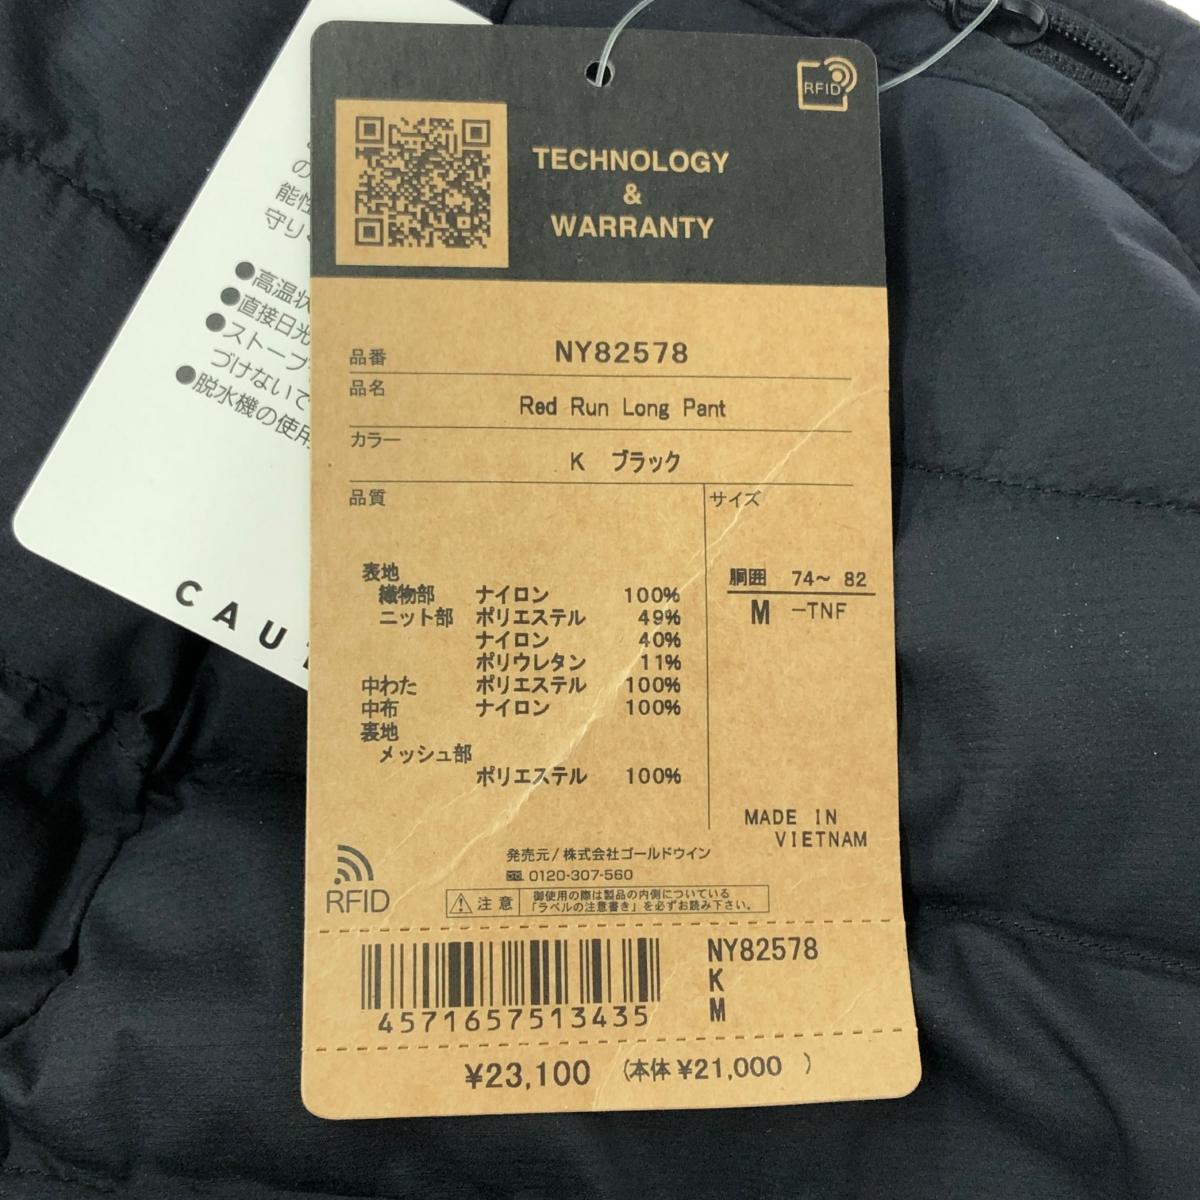 RFID
TECHNOLOGY
&
WARRANTY
の
能性
守り
●高温状
●直接日光
●ストーブ
づけないで
●脱水機の使用
CAU
品番 NY82578
品名 Red Run Long Pant
カラー K ブラック
品質
サイズ
表地
織物部 ナイロン 100%
ニット部 ポリエステル 49%
ナイロン 40%
ポリウレタン 11%
中わた ポリエステル 100%
中布 ナイロン 100%
裏地
メッシュ部
ポリエステル 100%
胴囲 74～ 82
M -TNF
MADE IN
VIETNAM
発売元/株式会社ゴールドウイン
0120-307-560
RFID
注意
御使用の際は製品の内側についている
「ラベルの注意書き」を必ずお読み下さい。
4571657513435
NY82578
K
M
¥23,100 (本体 ¥21,000 )